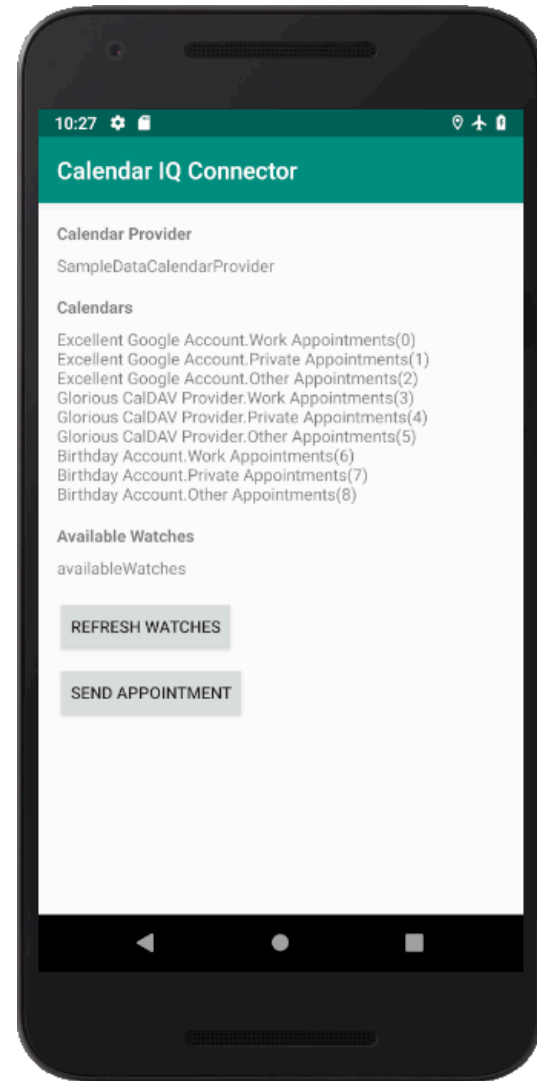 10:27
Calendar IQ Connector
Calendar Provider
SampleDataCalendarProvider
Calendars
Excellent Google Account.Work Appointments(0)
Excellent Google Account.Private Appointments(1)
Excellent Google Account.Other Appointments(2)
Glorious CalDAV Provider.Work Appointments(3)
Glorious CalDAV Provider.Private Appointments(4)
Glorious CalDAV Provider.Other Appointments(5)
Birthday Account.Work Appointments(6)
Birthday Account.Private Appointments(7)
Birthday Account.Other Appointments(8)
Available Watches
availableWatches
REFRESH WATCHES
SEND APPOINTMENT